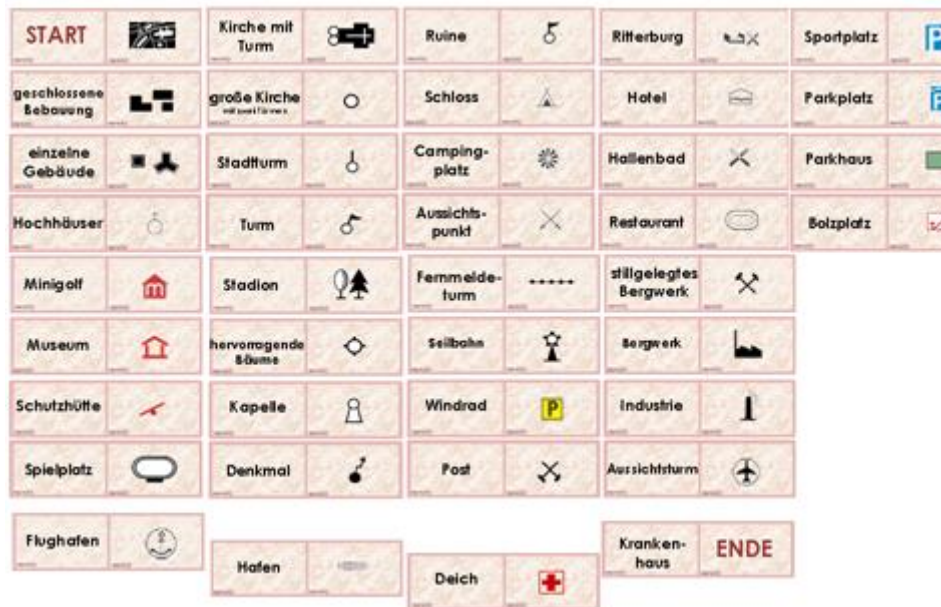 START
Kirche mit
Turm
Ruine
Ritterburg
Sportplatz
P
geschlossene
Bebauung
große Kirche
Schloss
Hotel
Parkplatz
P
einzelne
Gebäude
Stadtturm
Camping-
platz
Hallenbad
Parkhaus
Hochhäuser
Turm
Aussichts-
punkt
Restaurant
Bolzplatz
Minigolf
Stadion
Fernmelde-
turm
stillgelegtes
Bergwerk
Museum
hervorragende
Bäume
Seilbahn
Bergwerk
Schutzhütte
Kapelle
Windrad
P
Industrie
Spielplatz
Denkmal
Post
Aussichtsturm
Flughafen
Hafen
Deich
Kranken-
haus
ENDE